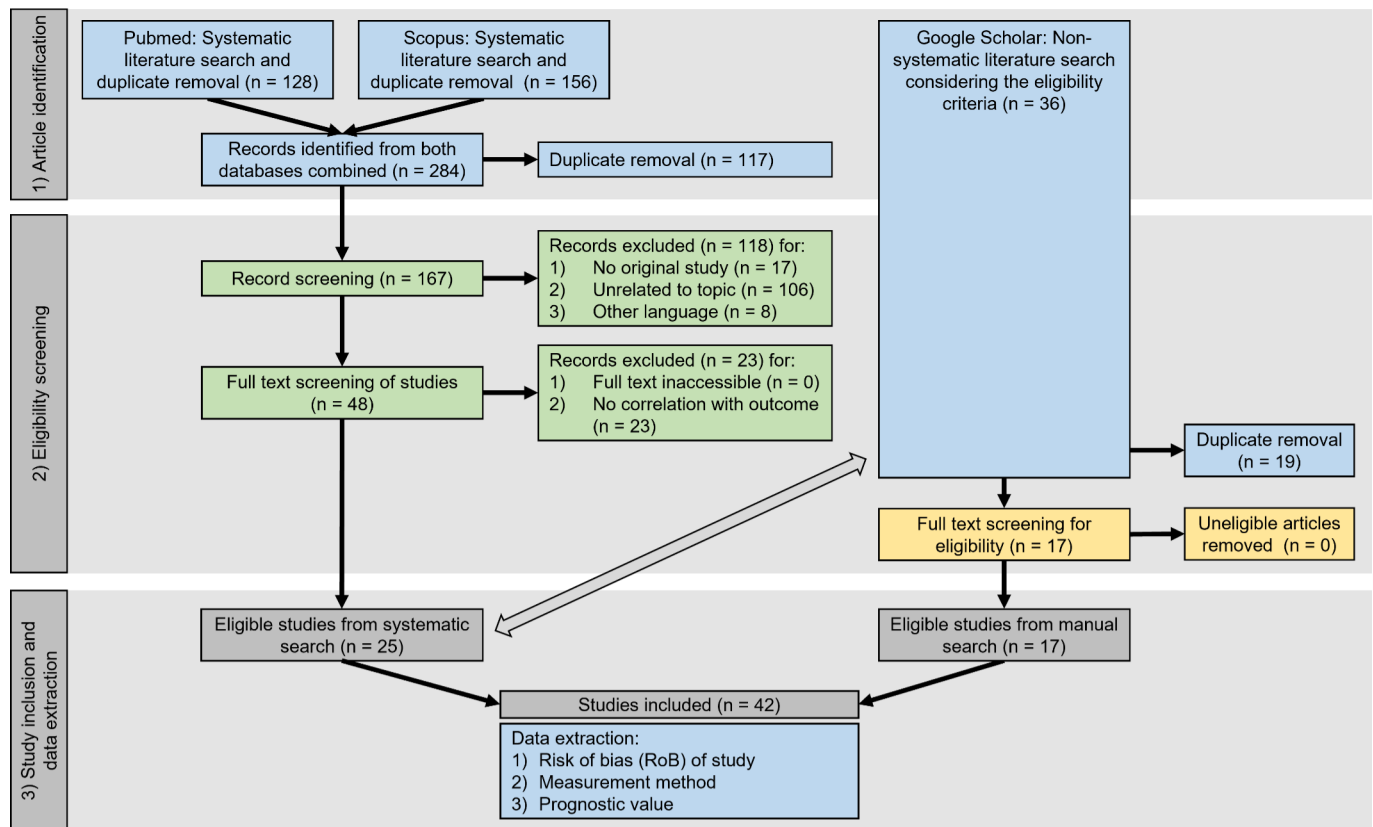 1) Article identification
Pubmed: Systematic
literature search and
duplicate removal (n = 128)
Scopus: Systematic
literature search and
duplicate removal (n = 156)
Google Scholar: Non-
systematic literature search
considering the eligibility
criteria (n = 36)
Records identified from both
databases combined (n = 284)
Duplicate removal (n = 117)
2) Eligibility screening
Record screening (n = 167)
Records excluded (n = 118) for:
1) No original study (n = 17)
2) Unrelated to topic (n = 106)
3) Other language (n = 8)
Full text screening of studies
(n = 48)
Records excluded (n = 23) for:
1) Full text inaccessible (n = 0)
2) No correlation with outcome
(n = 23)
Duplicate removal
(n = 19)
Full text screening for
eligibility (n = 17)
Uneligible articles
removed (n = 0)
3) Study inclusion and
data extraction
Eligible studies from systematic
search (n = 25)
Eligible studies from manual
search (n = 17)
Studies included (n = 42)
Data extraction:
1) Risk of bias (RoB) of study
2) Measurement method
3) Prognostic value